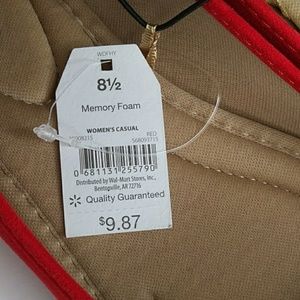 WDFHY
8½
Memory Foam
WOMEN'S CASUAL
RED
0 681131 255790
Distributed by Wal-Mart Stores, Inc.,
Bentonville, AR 72716
Quality Guaranteed
$9.87